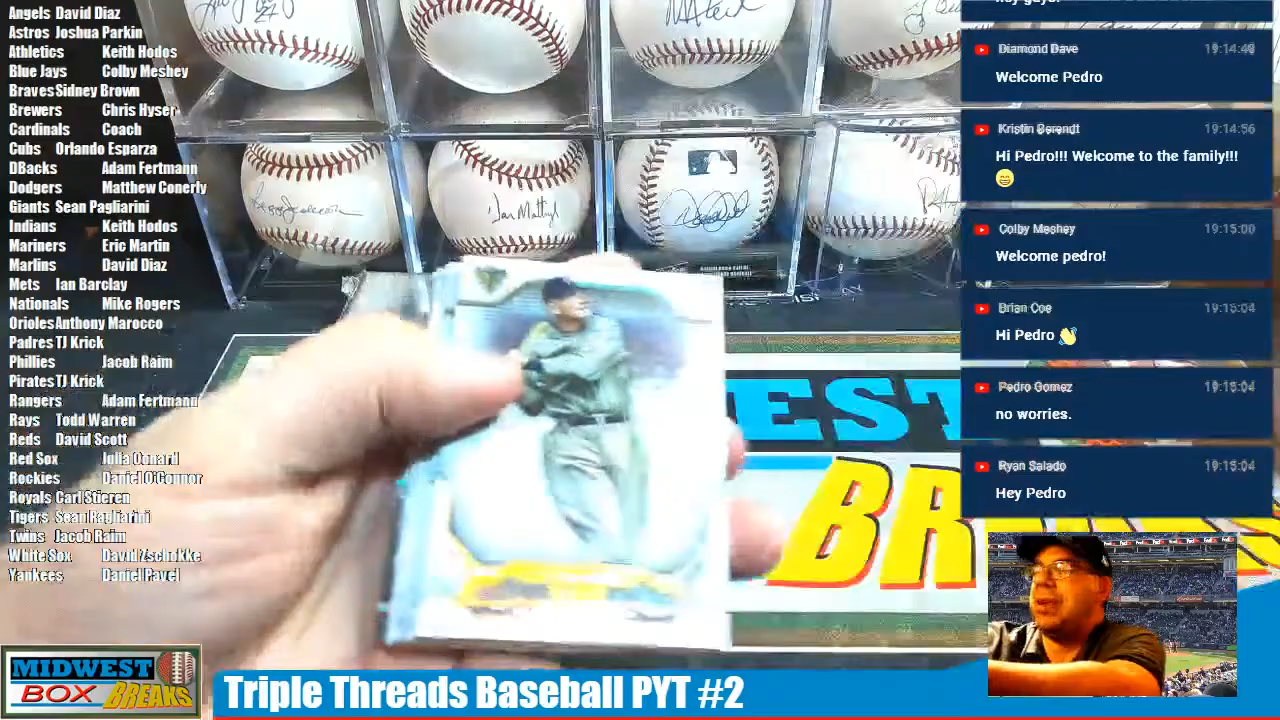 Angels David Diaz
Astros Joshua Parkin
Athletics Keith Hodos
Blue Jays Colby Meshey
Braves Sidney Brown
Brewers Chris Hyser
Cardinals Coach
Cubs Orlando Esparza
DBacks Adam Fertmann
Dodgers Matthew Conerly
Giants Sean Pagliarini
Indians Keith Hodos
Mariners Eric Martin
Marlins David Diaz
Mets Ian Barclay
Nationals Mike Rogers
Orioles Anthony Marocco
Padres TJ Krick
Phillies Jacob Raim
Pirates TJ Krick
Rangers Adam Fertmann
Rays Todd Warren
Reds David Scott
Red Sox Julia
Rockies Daniel O'Connor
Royals Carl Stieren
Tigers Sean Pagliarini
Twins Jacob Raim
White Sox David Zschokke
Yankees Daniel Pavel
MIDWEST
BOX BREAKS
Triple Threads Baseball PYT #2
Diamond Dave 19:14:49
Welcome Pedro
Kristin Berendt 19:14:56
Hi Pedro!!! Welcome to the family!!!
😄
Colby Meshey 19:15:00
Welcome pedro!
Brian Coe 19:15:04
Hi Pedro 👋
Pedro Gomez 19:15:04
no worries.
Ryan Salado 19:15:04
Hey Pedro
EST
BR